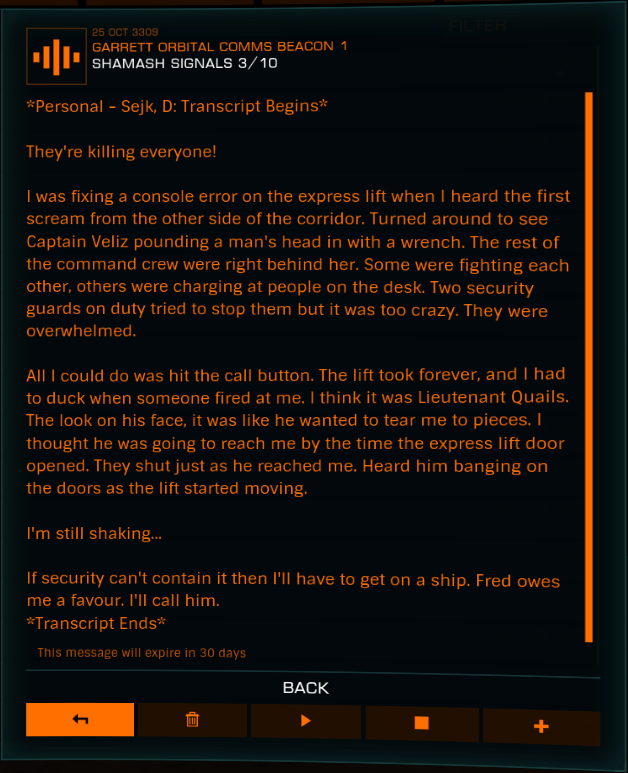 FILTER
25 OCT 3309
GARRETT ORBITAL COMMS BEACON 1
SHAMASH SIGNALS 3/10
*Personal - Sejk, D: Transcript Begins*
They're killing everyone!
I was fixing a console error on the express lift when I heard the first
scream from the other side of the corridor. Turned around to see
Captain Veliz pounding a man's head in with a wrench. The rest of
the command crew were right behind her. Some were fighting each
other, others were charging at people on the desk. Two security
guards on duty tried to stop them but it was too crazy. They were
overwhelmed.
All I could do was hit the call button. The lift took forever, and I had
to duck when someone fired at me. I think it was Lieutenant Quails.
The look on his face, it was like he wanted to tear me to pieces. I
thought he was going to reach me by the time the express lift door
opened. They shut just as he reached me. Heard him banging on
the doors as the lift started moving.
I'm still shaking...
If security can't contain it then I'll have to get on a ship. Fred owes
me a favour. I'll call him.
*Transcript Ends*
This message will expire in 30 days
BACK